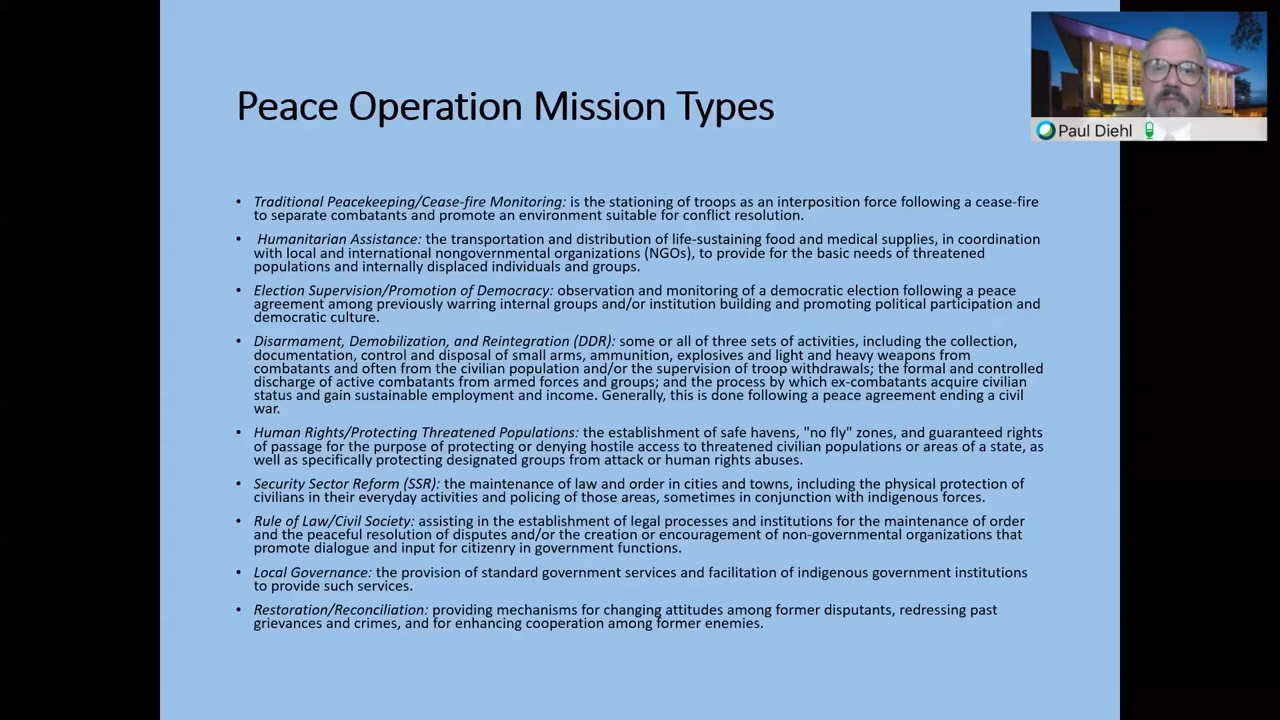 Peace Operation Mission Types
Paul Diehl
• Traditional Peacekeeping/Cease-fire Monitoring: is the stationing of troops as an interposition force following a cease-fire
to separate combatants and promote an environment suitable for conflict resolution.
• Humanitarian Assistance: the transportation and distribution of life-sustaining food and medical supplies, in coordination
with local and international nongovernmental organizations (NGOs), to provide for the basic needs of threatened
populations and internally displaced individuals and groups.
• Election Supervision/Promotion of Democracy: observation and monitoring of a democratic election following a peace
agreement among previously warring internal groups and/or institution building and promoting political participation and
democratic culture.
• Disarmament, Demobilization, and Reintegration (DDR): some or all of three sets of activities, including the collection,
documentation, control and disposal of small arms, ammunition, explosives and light and heavy weapons from
combatants and often from the civilian population and/or the supervision of troop withdrawals; the formal and controlled
discharge of active combatants from armed forces and groups; and the process by which ex-combatants acquire civilian
status and gain sustainable employment and income. Generally, this is done following a peace agreement ending a civil
war.
• Human Rights/Protecting Threatened Populations: the establishment of safe havens, "no fly" zones, and guaranteed rights
of passage for the purpose of protecting or denying hostile access to threatened civilian populations or areas of a state, as
well as specifically protecting designated groups from attack or human rights abuses.
• Security Sector Reform (SSR): the maintenance of law and order in cities and towns, including the physical protection of
civilians in their everyday activities and policing of those areas, sometimes in conjunction with indigenous forces.
• Rule of Law/Civil Society: assisting in the establishment of legal processes and institutions for the maintenance of order
and the peaceful resolution of disputes and/or the creation or encouragement of non-governmental organizations that
promote dialogue and input for citizenry in government functions.
• Local Governance: the provision of standard government services and facilitation of indigenous government institutions
to provide such services.
• Restoration/Reconciliation: providing mechanisms for changing attitudes among former disputants, redressing past
grievances and crimes, and for enhancing cooperation among former enemies.